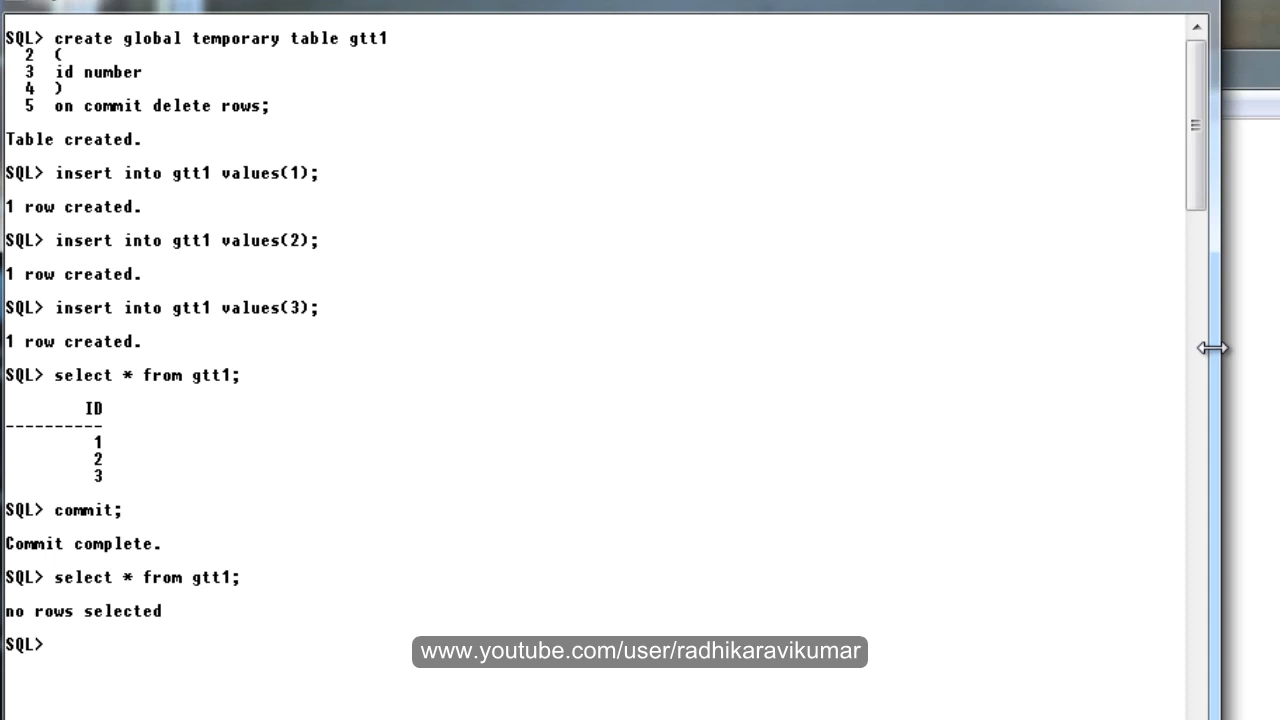 SQL> create global temporary table gtt1
2 (
3 id number
4 )
5 on commit delete rows;
Table created.
SQL> insert into gtt1 values(1);
1 row created.
SQL> insert into gtt1 values(2);
1 row created.
SQL> insert into gtt1 values(3);
1 row created.
SQL> select * from gtt1;
ID
----------
1
2
3
SQL> commit;
Commit complete.
SQL> select * from gtt1;
no rows selected
SQL>
www.youtube.com/user/radhikaravikumar